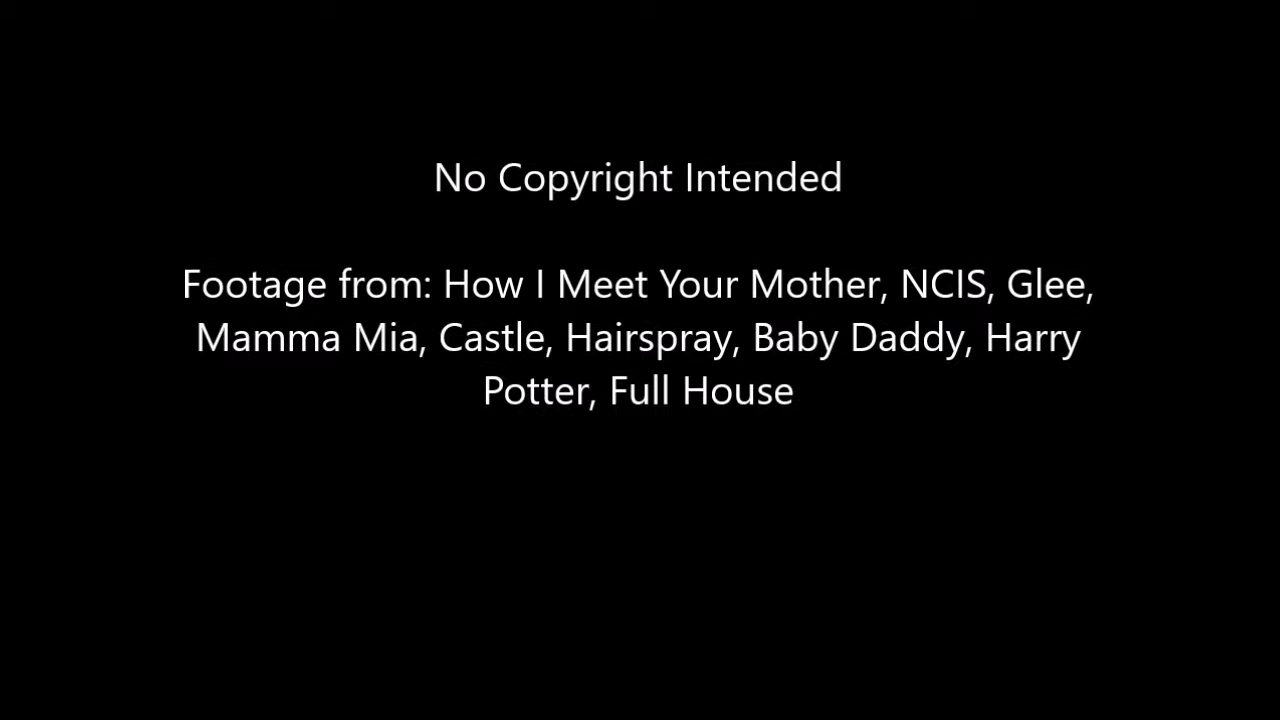 No Copyright Intended
Footage from: How I Meet Your Mother, NCIS, Glee,
Mamma Mia, Castle, Hairspray, Baby Daddy, Harry
Potter, Full House